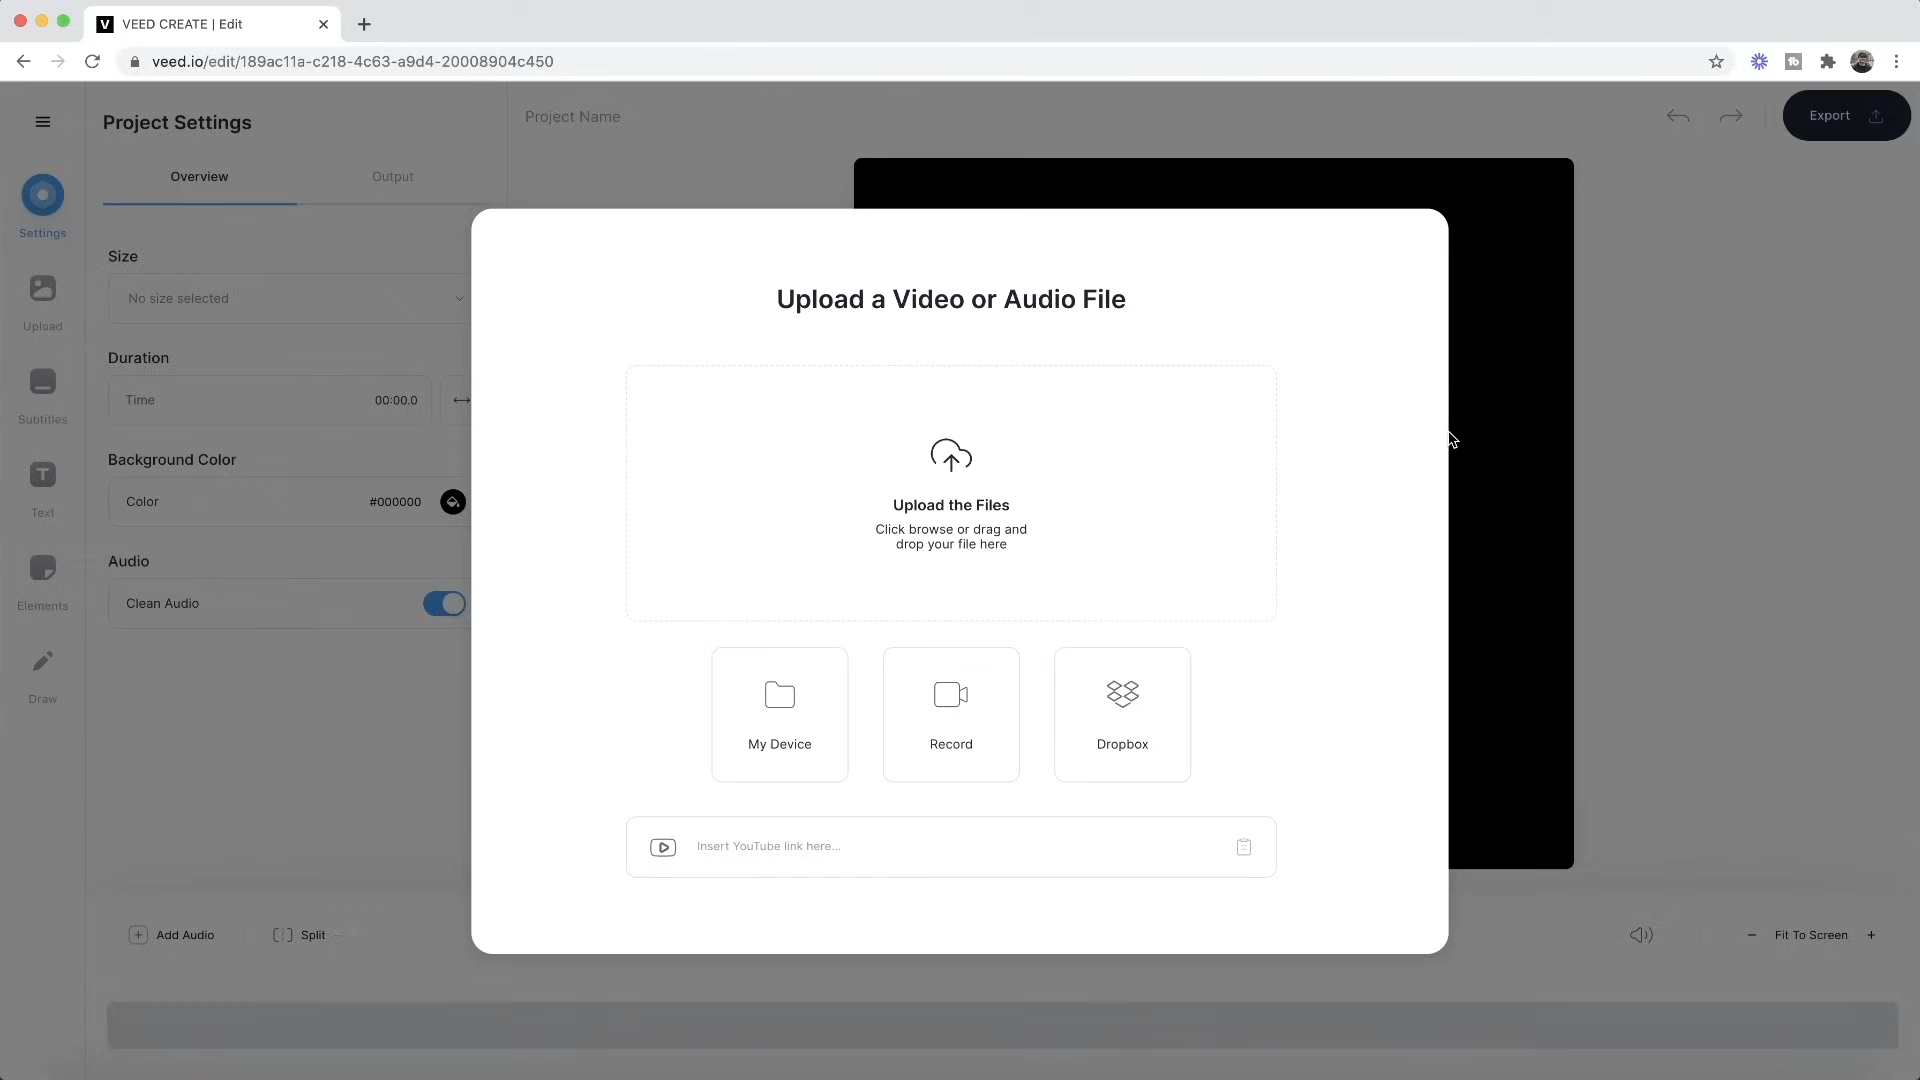 VEED CREATE | Edit
veed.io/edit/189ac11a-c218-4c63-a9d4-20008904c450
Project Settings
Project Name
Export
Overview
Output
Settings
Size
No size selected
Upload
Duration
Time
00:00.0
Subtitles
Background Color
Color
#000000
Text
Audio
Clean Audio
Elements
Draw
Upload a Video or Audio File
Upload the Files
Click browse or drag and
drop your file here
My Device
Record
Dropbox
Insert YouTube link here...
Add Audio
Split
Fit To Screen